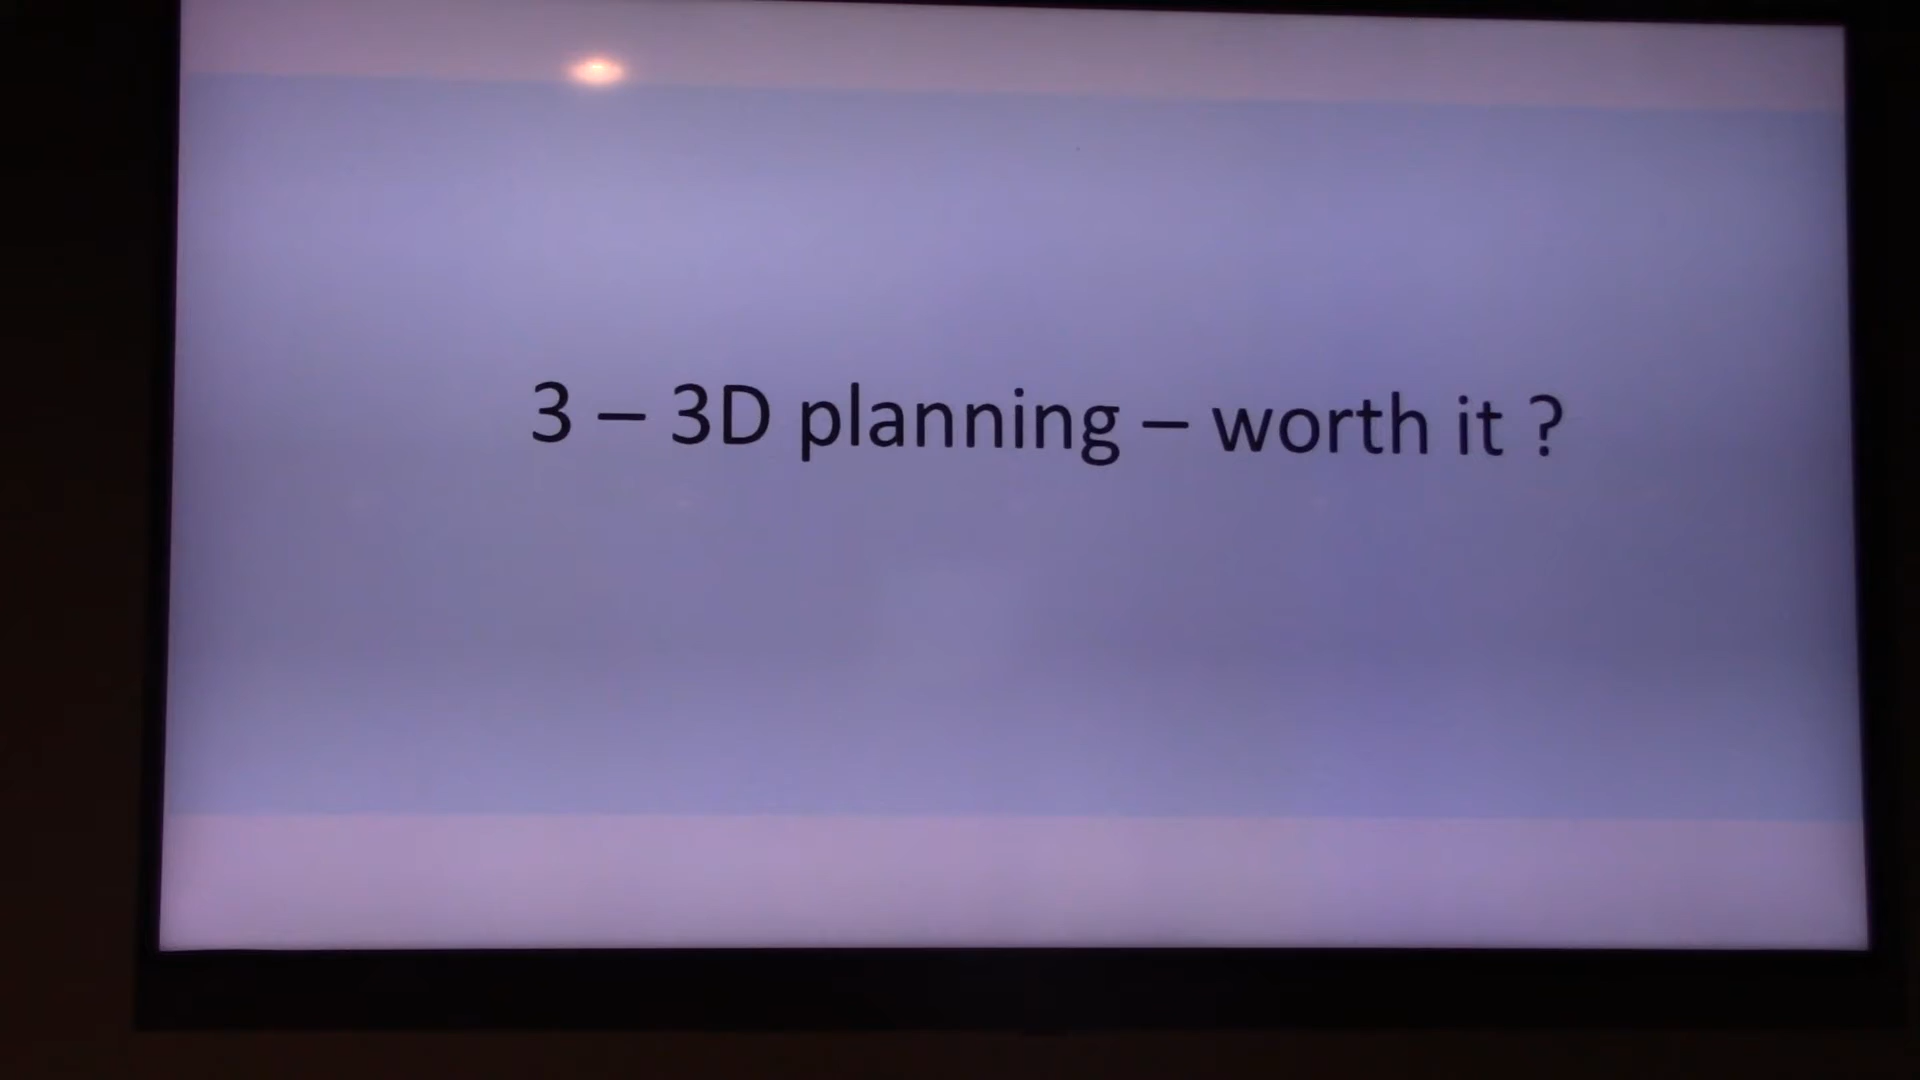 3 – 3D planning – worth it ?